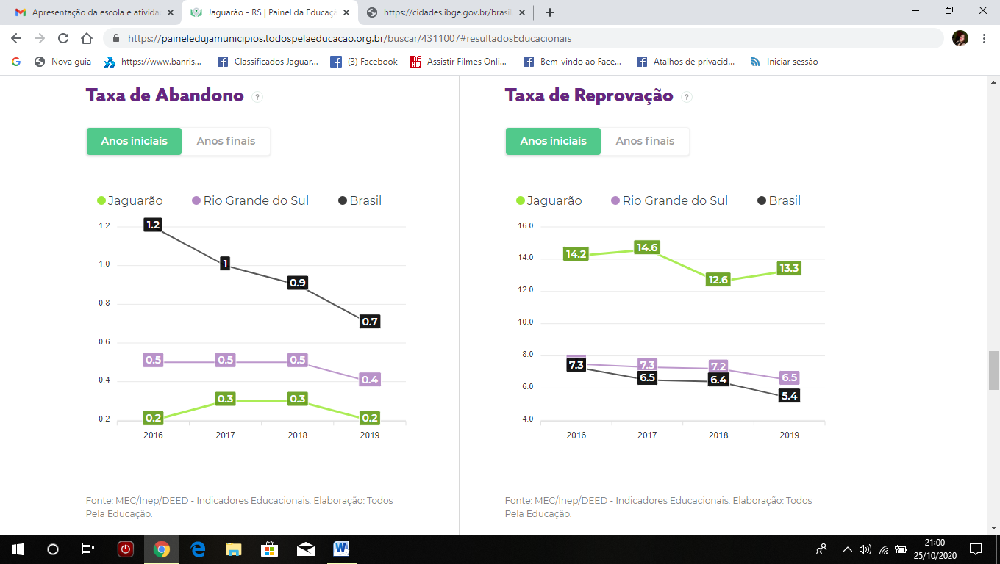 Apresentação da escola e ativida
Jaguarão - RS | Painel da Educaçã
https://cidades.ibge.gov.br/brasil
https://paineledujamunicipios.todospelaeducacao.org.br/buscar/4311007#resultadosEducacionais
Nova guia
https://www.banris...
Classificados Jaguar...
(3) Facebook
Assistir Filmes Onli...
Bem-vindo ao Face...
Atalhos de privacid...
Iniciar sessão
Taxa de Abandono ?
Anos iniciais Anos finais
Jaguarão Rio Grande do Sul Brasil
1.2
1.0
0.8
0.6
0.4
0.2
1.2 1 0.9 0.7
0.5 0.5 0.5 0.4
0.2 0.3 0.3 0.2
2016 2017 2018 2019
Fonte: MEC/Inep/DEED - Indicadores Educacionais. Elaboração: Todos
Pela Educação.
Taxa de Reprovação ?
Anos iniciais Anos finais
Jaguarão Rio Grande do Sul Brasil
16.0
14.0
12.0
10.0
8.0
6.0
4.0
14.2 14.6 12.6 13.3
7.3 7.2 6.5
7.3 6.5 6.4 5.4
2016 2017 2018 2019
Fonte: MEC/Inep/DEED - Indicadores Educacionais. Elaboração: Todos
Pela Educação.
21:00
25/10/2020